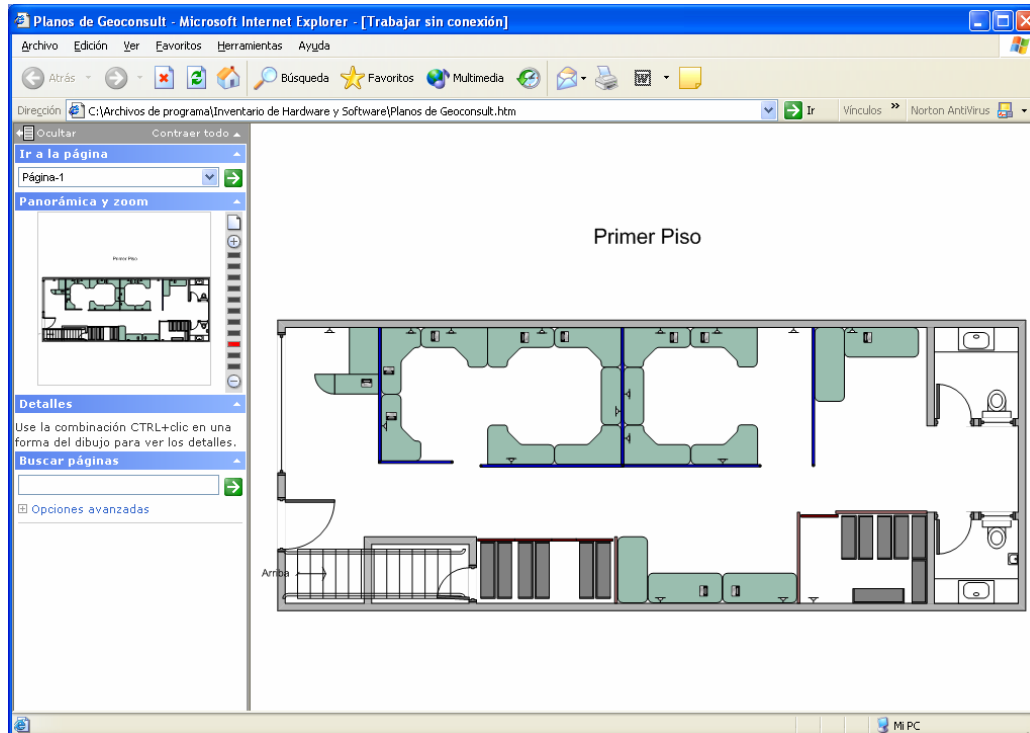 Planos de Geoconsult - Microsoft Internet Explorer - [Trabajar sin conexión]
Archivo Edición Ver Favoritos Herramientas Ayuda
Atrás Búsqueda Favoritos Multimedia
Dirección C:\Archivos de programa\Inventario de Hardware y Software\Planos de Geoconsult.htm Ir Vínculos » Norton AntiVirus
Ocultar Contraer todo
Ir a la página
Página-1
Panorámica y zoom
Primer Piso
Detalles
Use la combinación CTRL+clic en una
forma del dibujo para ver los detalles.
Buscar páginas
Opciones avanzadas
Primer Piso
Arriba
Mi PC